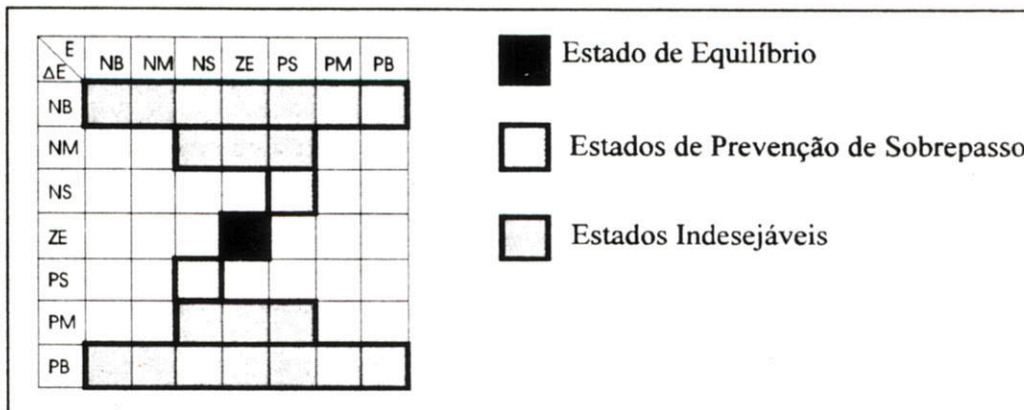 E
ΔE
NB NM NS ZE PS PM PB
NB
NM
NS
ZE
PS
PM
PB
Estado de Equilíbrio
Estados de Prevenção de Sobrepasso
Estados Indesejáveis